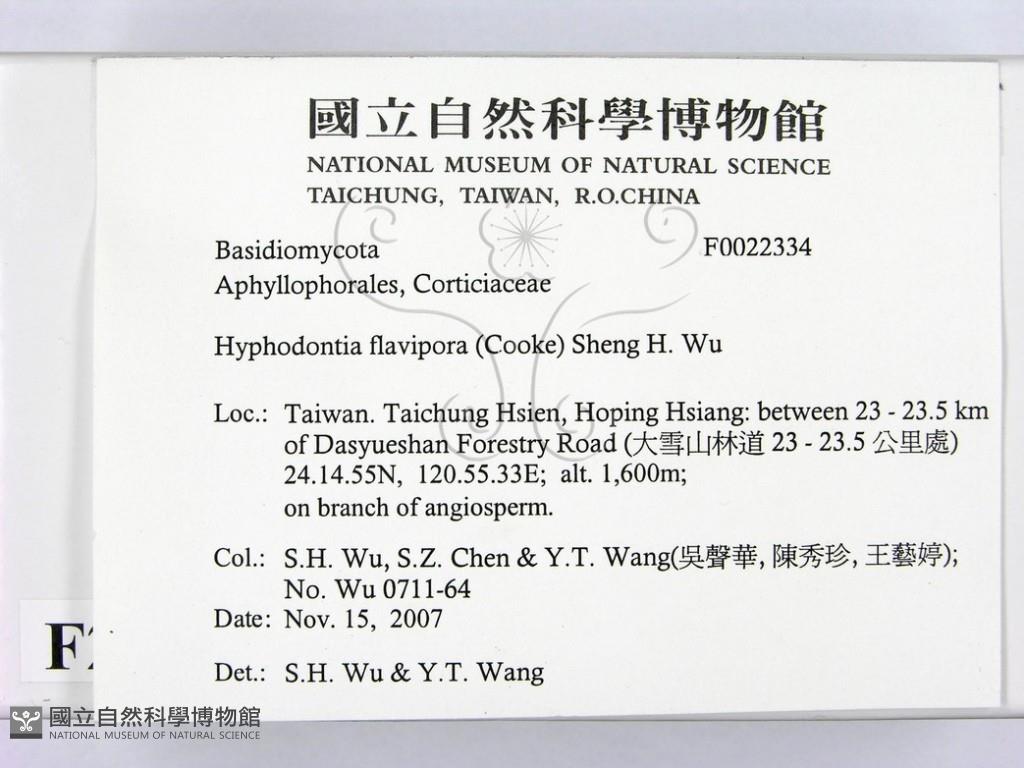 國立自然科學博物館
NATIONAL MUSEUM OF NATURAL SCIENCE
TAICHUNG, TAIWAN, R.O.CHINA
Basidiomycota F0022334
Aphyllophorales, Corticiaceae
Hyphodontia flavipora (Cooke) Sheng H. Wu
Loc.: Taiwan. Taichung Hsien, Hoping Hsiang: between 23 - 23.5 km
of Dasyueshan Forestry Road (大雪山林道 23 - 23.5 公里處)
24.14.55N, 120.55.33E; alt. 1,600m;
on branch of angiosperm.
Col.: S.H. Wu, S.Z. Chen & Y.T. Wang(吳聲華, 陳秀珍, 王藝婷);
No. Wu 0711-64
Date: Nov. 15, 2007
Det.: S.H. Wu & Y.T. Wang
國立自然科學博物館
NATIONAL MUSEUM OF NATURAL SCIENCE